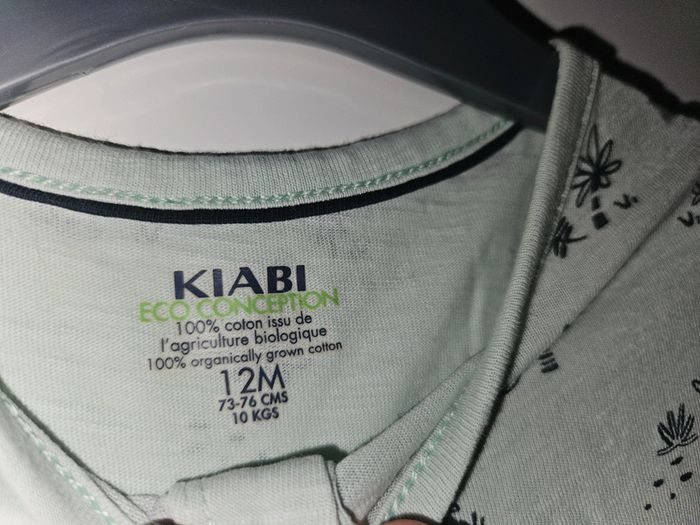 KIABI
ECO CONCEPTION
100% coton issu de
l'agriculture biologique
100% organically grown cotton
12M
73-76 CMS
10 KGS